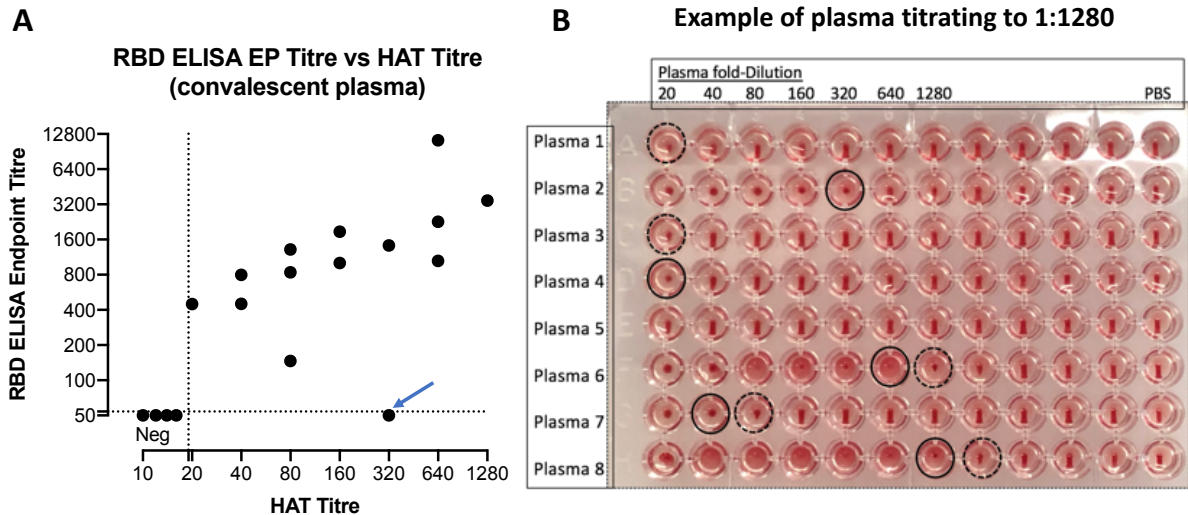 A
RBD ELISA EP Titre vs HAT Titre
(convalescent plasma)
RBD ELISA Endpoint Titre
12800
6400
3200
1600
800
400
200
100
50
Neg
10 20 40 80 160 320 640 1280
HAT Titre
B
Example of plasma titrating to 1:1280
Plasma fold-Dilution
20 40 80 160 320 640 1280 PBS
Plasma 1
Plasma 2
Plasma 3
Plasma 4
Plasma 5
Plasma 6
Plasma 7
Plasma 8
A
B
C
D
E
F